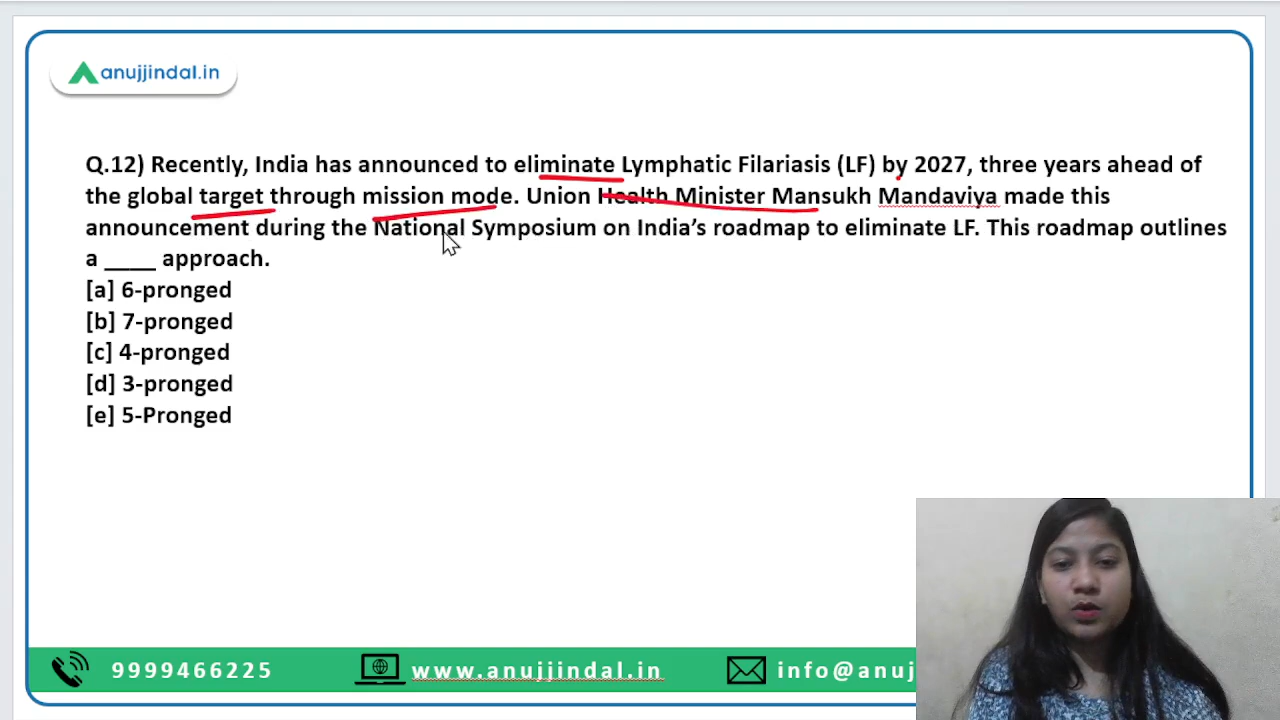 anujjindal.in
Q.12) Recently, India has announced to eliminate Lymphatic Filariasis (LF) by 2027, three years ahead of
the global target through mission mode. Union Health Minister Mansukh Mandaviya made this
announcement during the National Symposium on India’s roadmap to eliminate LF. This roadmap outlines
a ____ approach.
[a] 6-pronged
[b] 7-pronged
[c] 4-pronged
[d] 3-pronged
[e] 5-Pronged
9999466225 www.anujjindal.in info@anuj